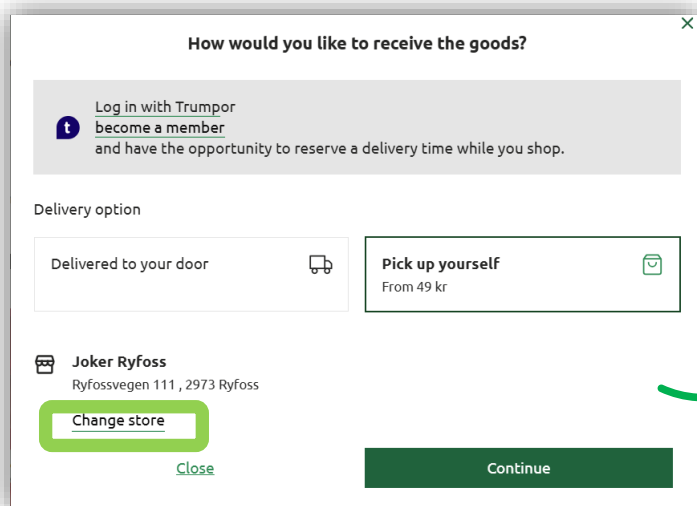 How would you like to receive the goods?
Log in with Trumpor
t
become a member
and have the opportunity to reserve a delivery time while you shop.
Delivery option
Delivered to your door
Pick up yourself
From 49 kr
Joker Ryfoss
Ryfossvegen 111 , 2973 Ryfoss
Change store
Close
Continue